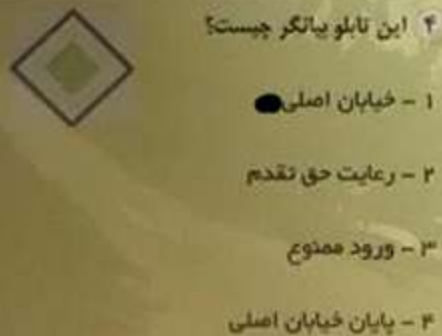 ۴ این تابلو بیانگر چیست؟
۱ - خیابان اصلی
۲ - رعایت حق تقدم
۳ - ورود ممنوع
۴ - پایان خیابان اصلی